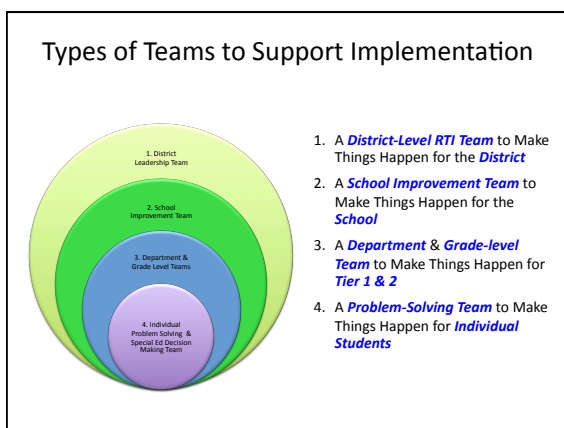 Types of Teams to Support Implementation
1. District
Leadership Team
2. School
Improvement Team
3. Department &
Grade Level Teams
4. Individual
Problem Solving &
Special Ed Decision
Making Team
1. A District-Level RTI Team to Make
Things Happen for the District
2. A School Improvement Team to
Make Things Happen for the
School
3. A Department & Grade-level
Team to Make Things Happen for
Tier 1 & 2
4. A Problem-Solving Team to Make
Things Happen for Individual
Students